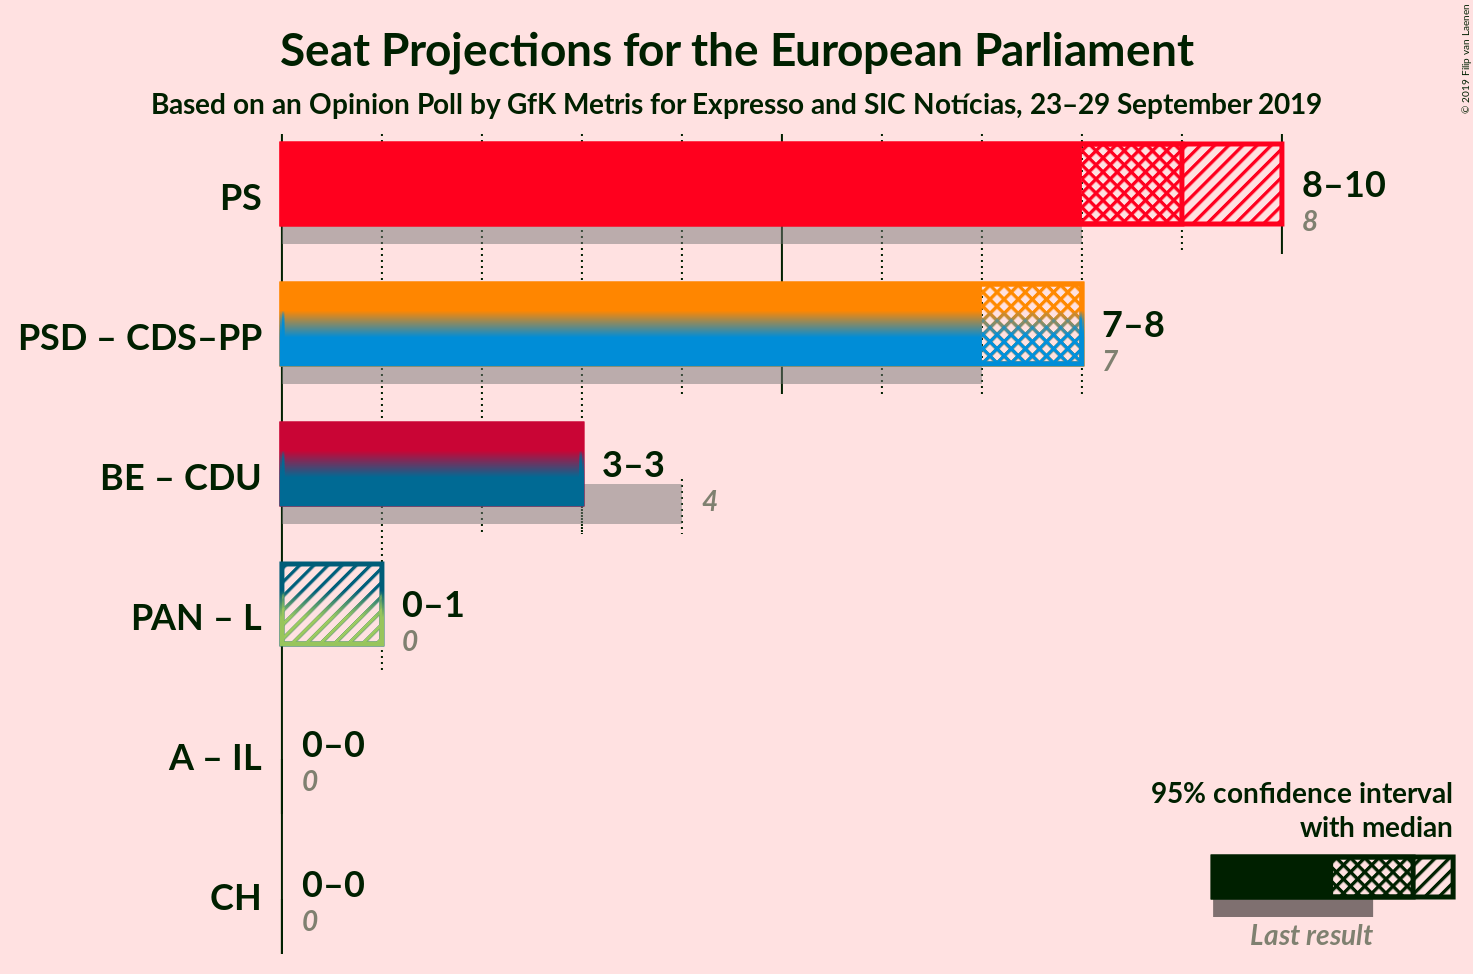 Seat Projections for the European Parliament
Based on an Opinion Poll by GfK Metris for Expresso and SIC Notícias, 23–29 September 2019
© 2019 Filip van Laenen
PS
8–10
8
PSD – CDS–PP
7–8
7
BE – CDU
3–3
4
PAN – L
0–1
0
A – IL
0–0
0
CH
0–0
0
95% confidence interval
with median
Last result